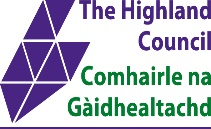 The Highland
Council
Comhairle na
Gàidhealtachd